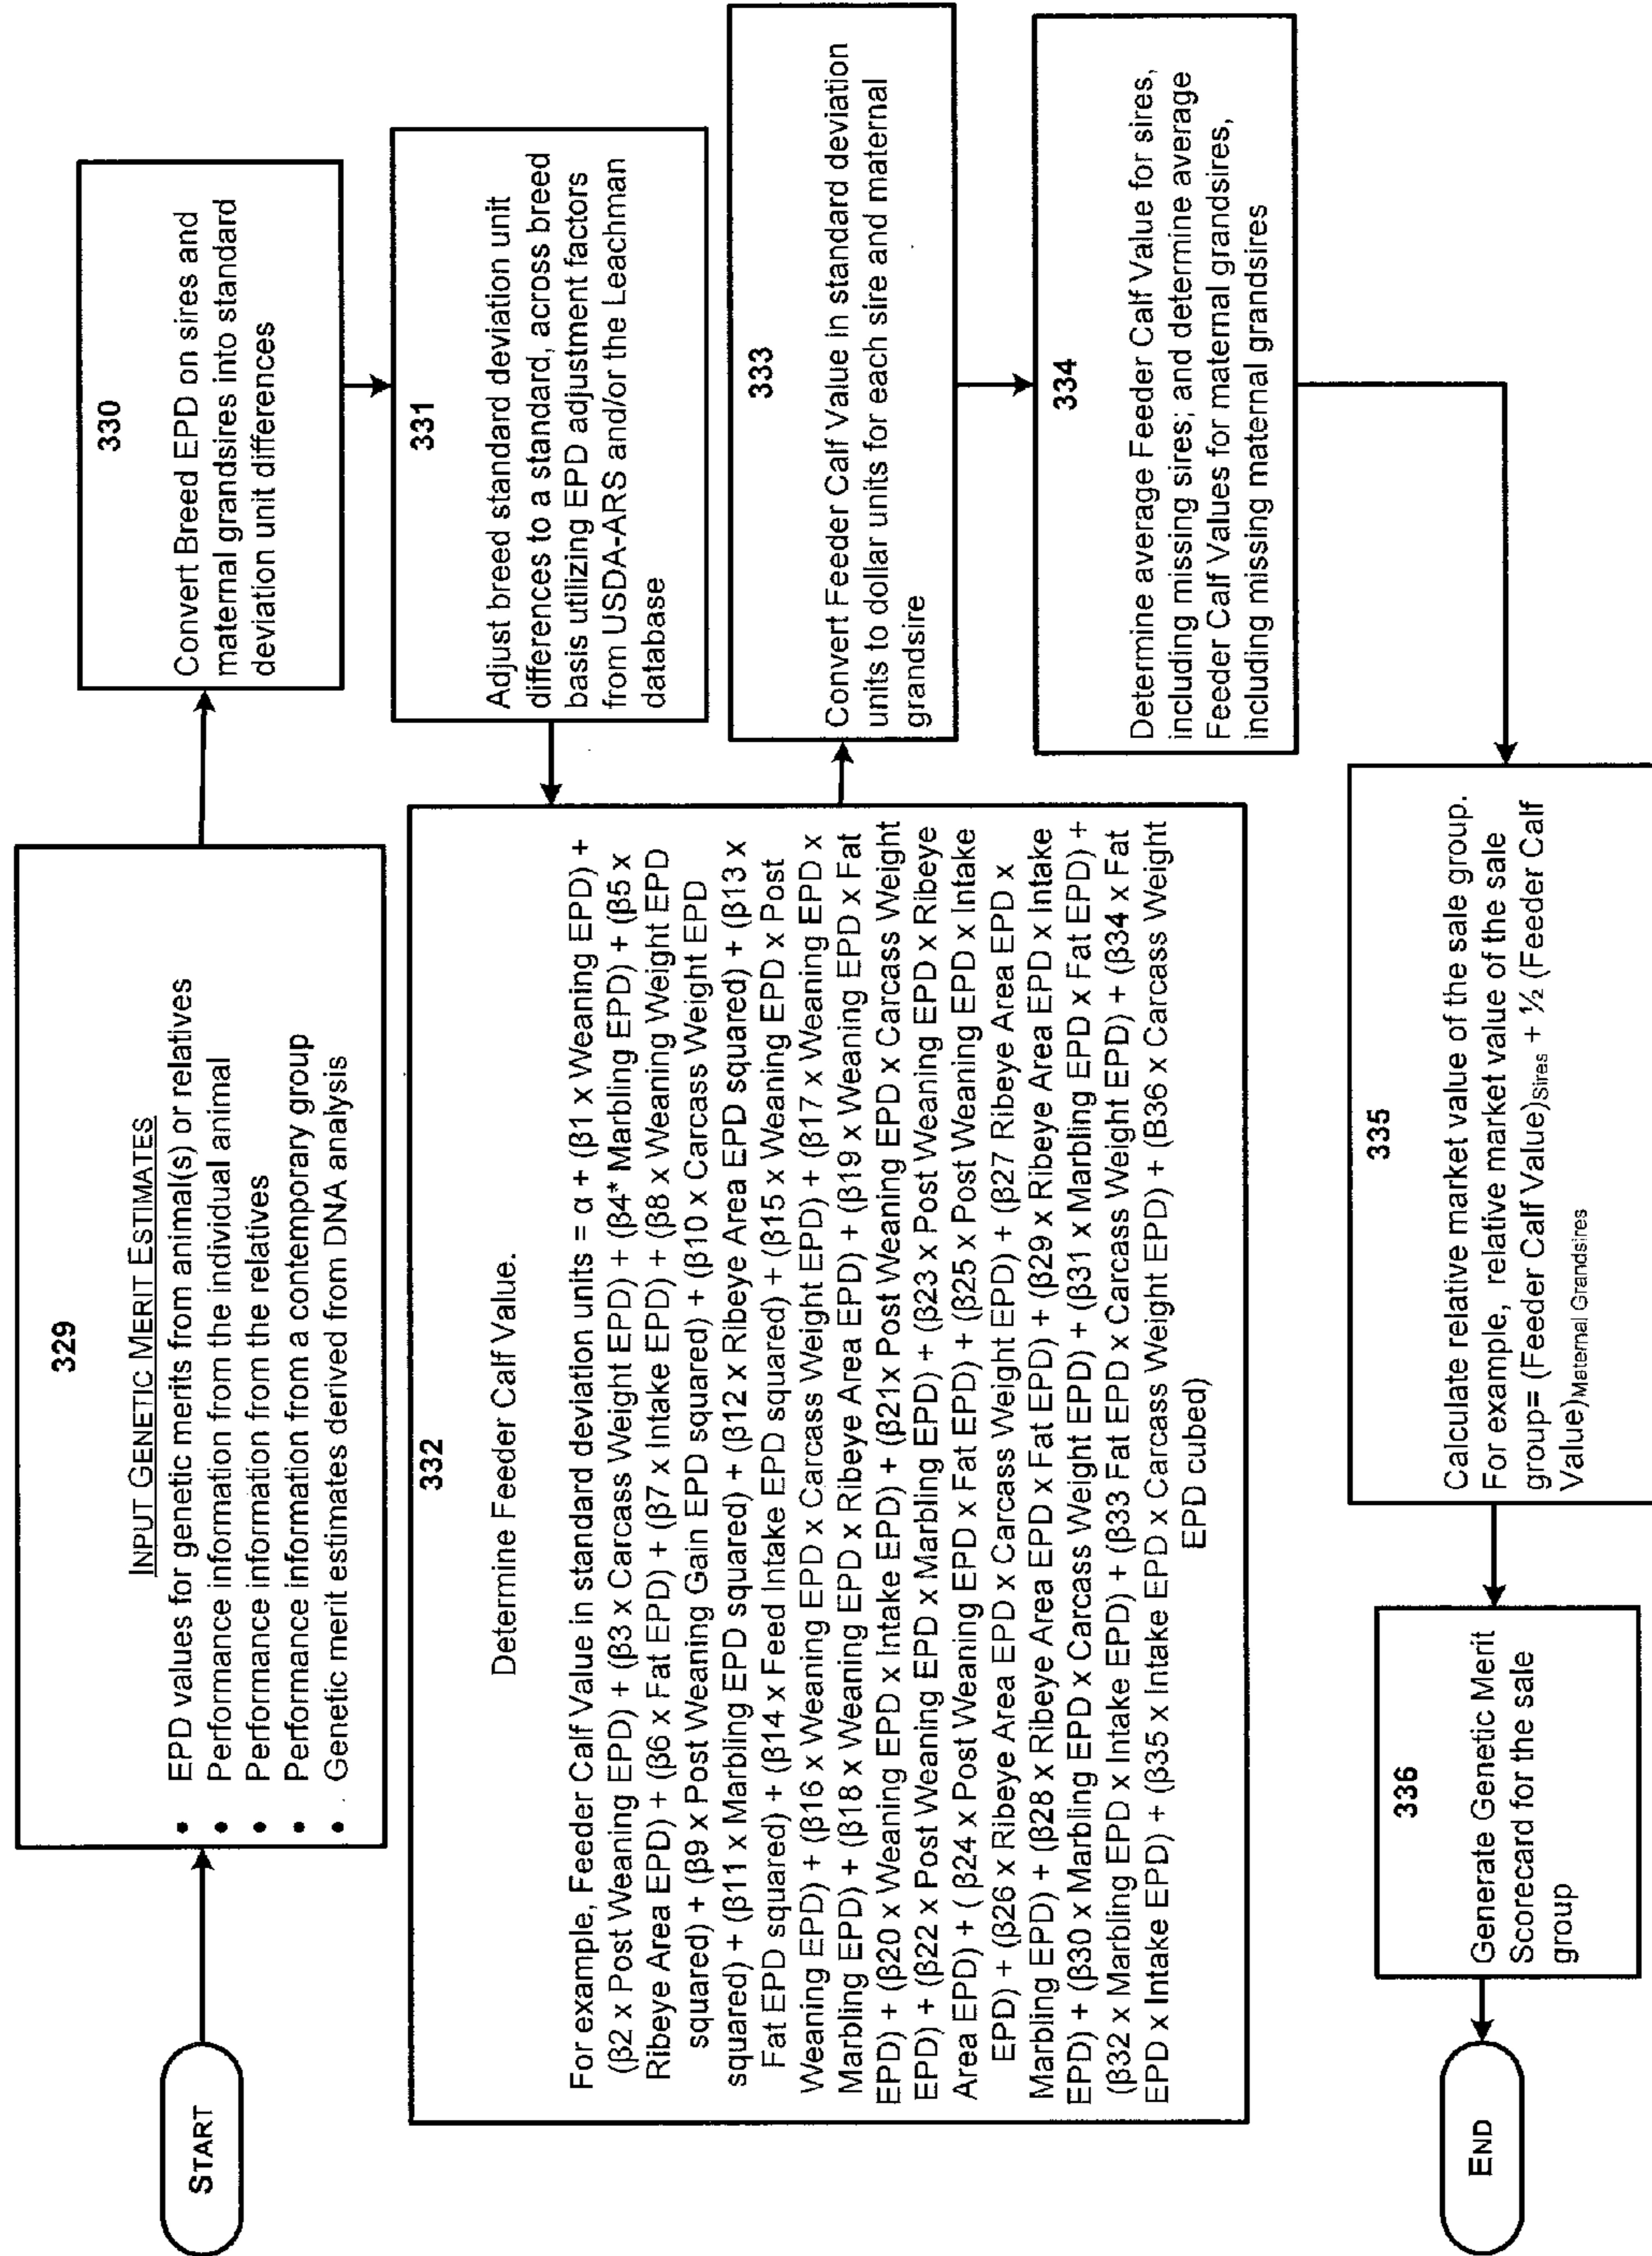 START
329
INPUT GENETIC MERIT ESTIMATES
• EPD values for genetic merits from animal(s) or relatives
• Performance information from the individual animal
• Performance information from the relatives
• Performance information from a contemporary group
• Genetic merit estimates derived from DNA analysis
330
Convert Breed EPD on sires and
maternal grandsires into standard
deviation unit differences
331
Adjust breed standard deviation unit
differences to a standard, across breed
basis utilizing EPD adjustment factors
from USDA-ARS and/or the Leachman
database
332
Determine Feeder Calf Value.
For example, Feeder Calf Value in standard deviation units = α + (β1 x Weaning EPD) +
(β2 x Post Weaning EPD) + (β3 x Carcass Weight EPD) + (β4* Marbling EPD) + (β5 x
Ribeye Area EPD) + (β6 x Fat EPD) + (β7 x Intake EPD) + (β8 x Weaning Weight EPD
squared) + (β9 x Post Weaning Gain EPD squared) + (β10 x Carcass Weight EPD
squared) + (β11 x Marbling EPD squared) + (β12 x Ribeye Area EPD squared) + (β13 x
Fat EPD squared) + (β14 x Feed Intake EPD squared) + (β15 x Weaning EPD x Post
Weaning EPD) + (β16 x Weaning EPD x Carcass Weight EPD) + (β17 x Weaning EPD x
Marbling EPD) + (β18 x Weaning EPD x Ribeye Area EPD) + (β19 x Weaning EPD x Fat
EPD) + (β20 x Weaning EPD x Intake EPD) + (β21x Post Weaning EPD x Carcass Weight
EPD) + (β22 x Post Weaning EPD x Marbling EPD) + (β23 x Post Weaning EPD x Ribeye
Area EPD) + ( β24 x Post Weaning EPD x Fat EPD) + (β25 x Post Weaning EPD x Intake
EPD) + (β26 x Ribeye Area EPD x Carcass Weight EPD) + (β27 Ribeye Area EPD x
Marbling EPD) + (β28 x Ribeye Area EPD x Fat EPD) + (β29 x Ribeye Area EPD x Intake
EPD) + (β30 x Marbling EPD x Carcass Weight EPD) + (β31 x Marbling EPD x Fat EPD) +
(β32 x Marbling EPD x Intake EPD) + (β33 Fat EPD x Carcass Weight EPD) + (β34 x Fat
EPD x Intake EPD) + (β35 x Intake EPD x Carcass Weight EPD) + (B36 x Carcass Weight
EPD cubed)
333
Convert Feeder Calf Value in standard deviation
units to dollar units for each sire and maternal
grandsire
334
Determine average Feeder Calf Value for sires,
including missing sires; and determine average
Feeder Calf Values for maternal grandsires,
including missing maternal grandsires
335
Calculate relative market value of the sale group.
For example, relative market value of the sale
group= (Feeder Calf Value)Sires + ½ (Feeder Calf
Value)Maternal Grandsires
336
Generate Genetic Merit
Scorecard for the sale
group
END